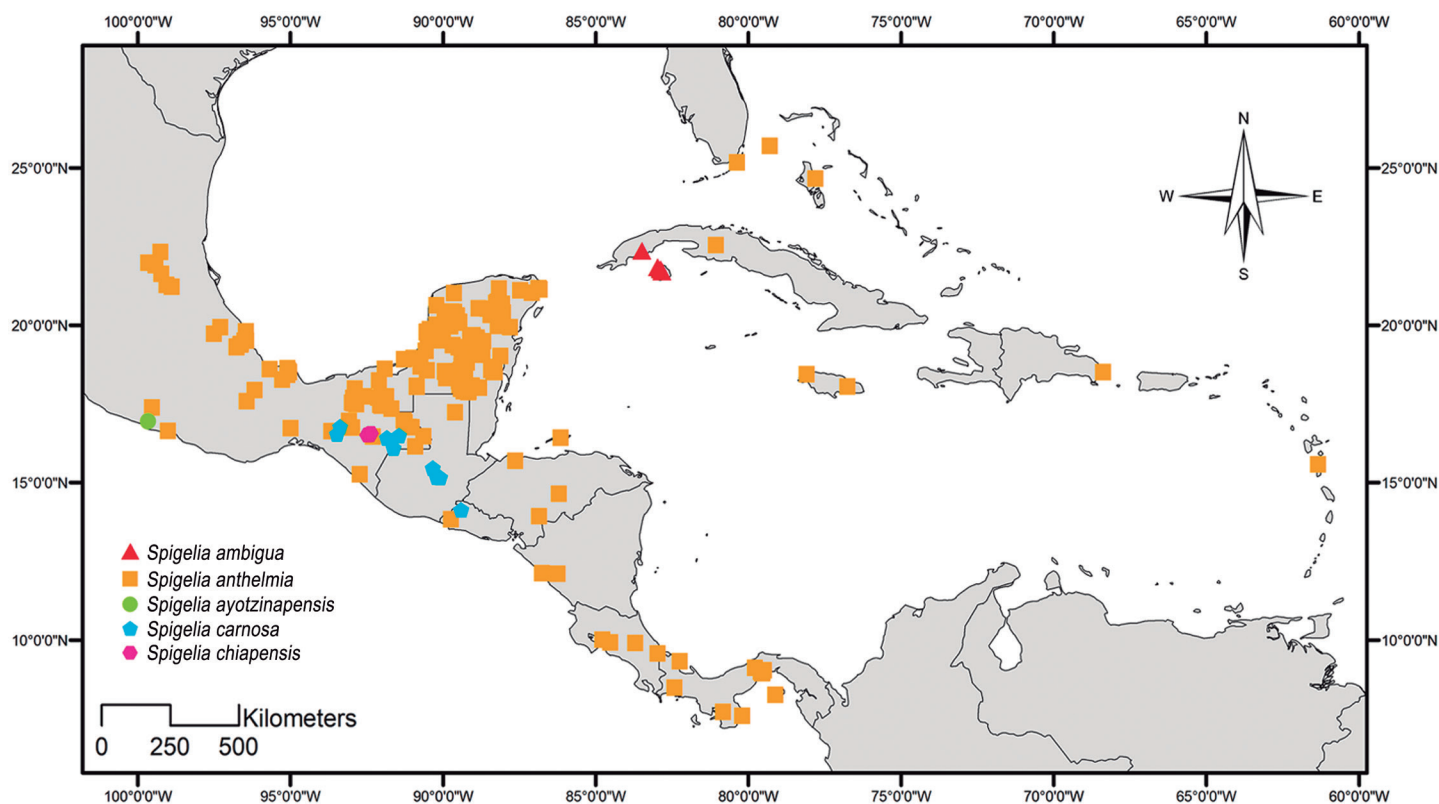 100°0'0"W 95°0'0"W 90°0'0"W 85°0'0"W 80°0'0"W 75°0'0"W 70°0'0"W 65°0'0"W 60°0'0"W
N
25°0'0"N 25°0'0"N
W E
S
20°0'0"N 20°0'0"N
15°0'0"N 15°0'0"N
Spigelia ambigua
Spigelia anthelmia
Spigelia ayotzinapensis
Spigelia carnosa
10°0'0"N 10°0'0"N
Spigelia chiapensis
Kilometers
0 250 500
100°0'0"W 95°0'0"W 90°0'0"W 85°0'0"W 80°0'0"W 75°0'0"W 70°0'0"W 65°0'0"W 60°0'0"W